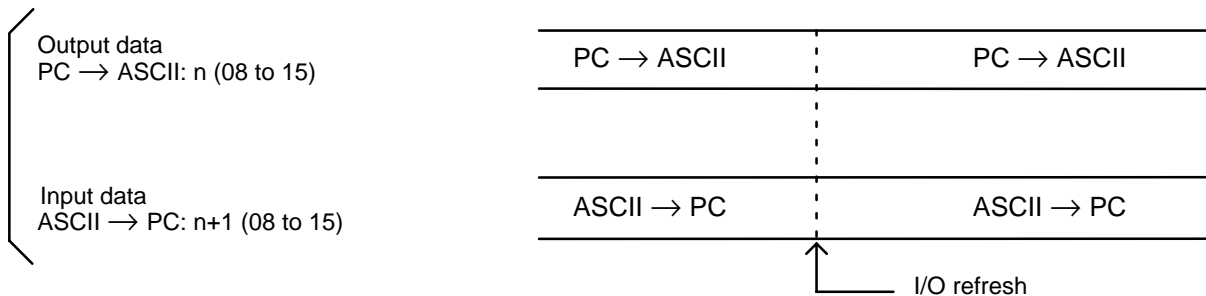 Output data
PC → ASCII: n (08 to 15)
PC → ASCII
PC → ASCII
Input data
ASCII → PC: n+1 (08 to 15)
ASCII → PC
ASCII → PC
I/O refresh